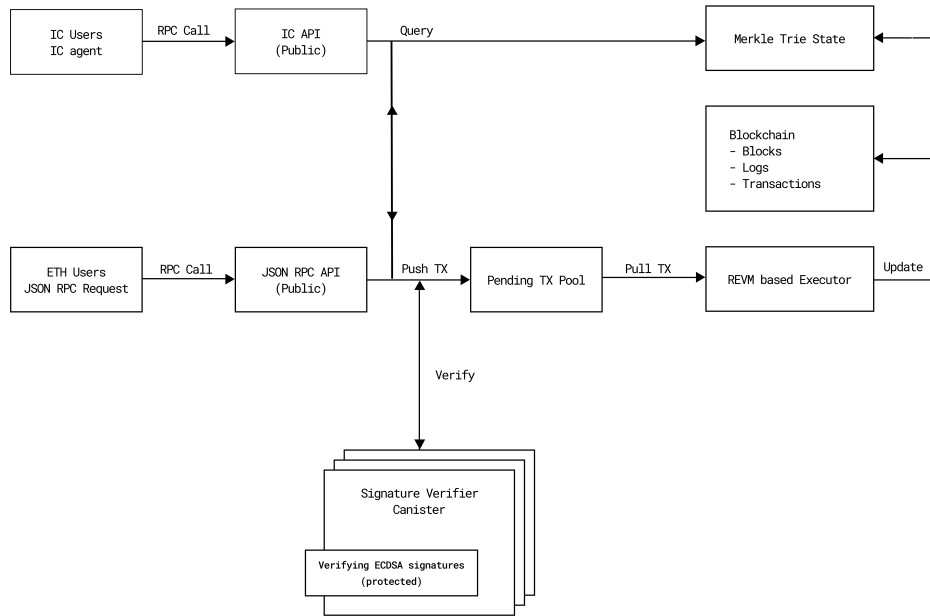 IC Users
IC agent
RPC Call
IC API
(Public)
Query
Merkle Trie State
Blockchain
- Blocks
- Logs
- Transactions
ETH Users
JSON RPC Request
RPC Call
JSON RPC API
(Public)
Push TX
Pending TX Pool
Pull TX
REVM based Executor
Update
Verify
Signature Verifier
Canister
Verifying ECDSA signatures
(protected)